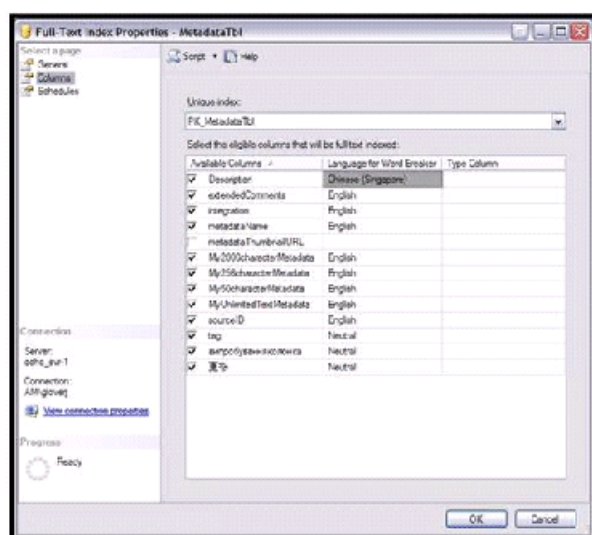 Full-Text Index Properties - MetadataTbl
Select a page
General
Columns
Schedules
Script Help
Unique index:
PK_MetadataTbl
Select the eligible columns that will be full text indexed:
Available Columns Language for Word Breaker Type Column
Description Chinese (Singapore)
extendedComments English
integration English
metadataName English
metadataThumbnailURL
My2000characterMetadata English
My256characterMetadata English
My50characterMetadata English
MyUnlimitedTextMetadata English
sourceID English
tag Neutral
Neutral
Neutral
Connection
Server:
Connection:
View connection properties
Progress
Ready
OK Cancel